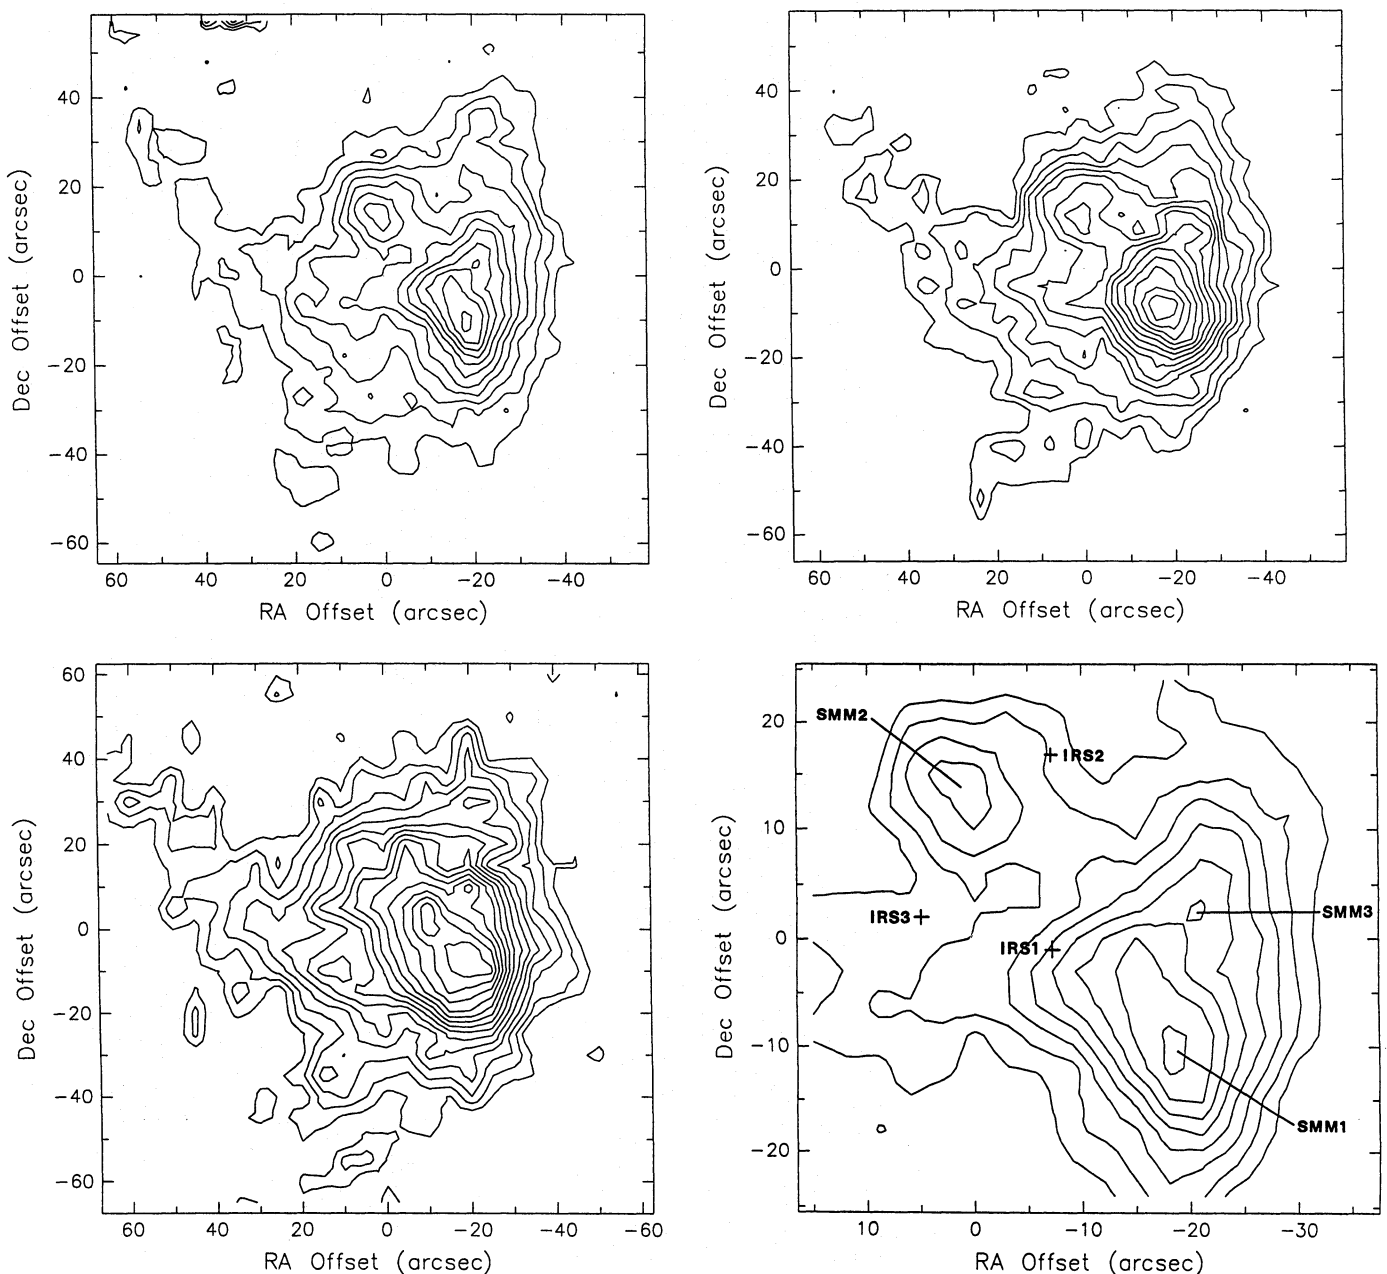 Dec Offset (arcsec)
40
20
0
−20
−40
−60
60 40 20 0 −20 −40
RA Offset (arcsec)
Dec Offset (arcsec)
40
20
0
−20
−40
−60
60 40 20 0 −20 −40
RA Offset (arcsec)
Dec Offset (arcsec)
60
40
20
0
−20
−40
−60
60 40 20 0 −20 −40 −60
RA Offset (arcsec)
Dec Offset (arcsec)
20
10
0
−10
−20
SMM2
IRS2
IRS3
SMM3
IRS1
SMM1
10 0 −10 −20 −30
RA Offset (arcsec)